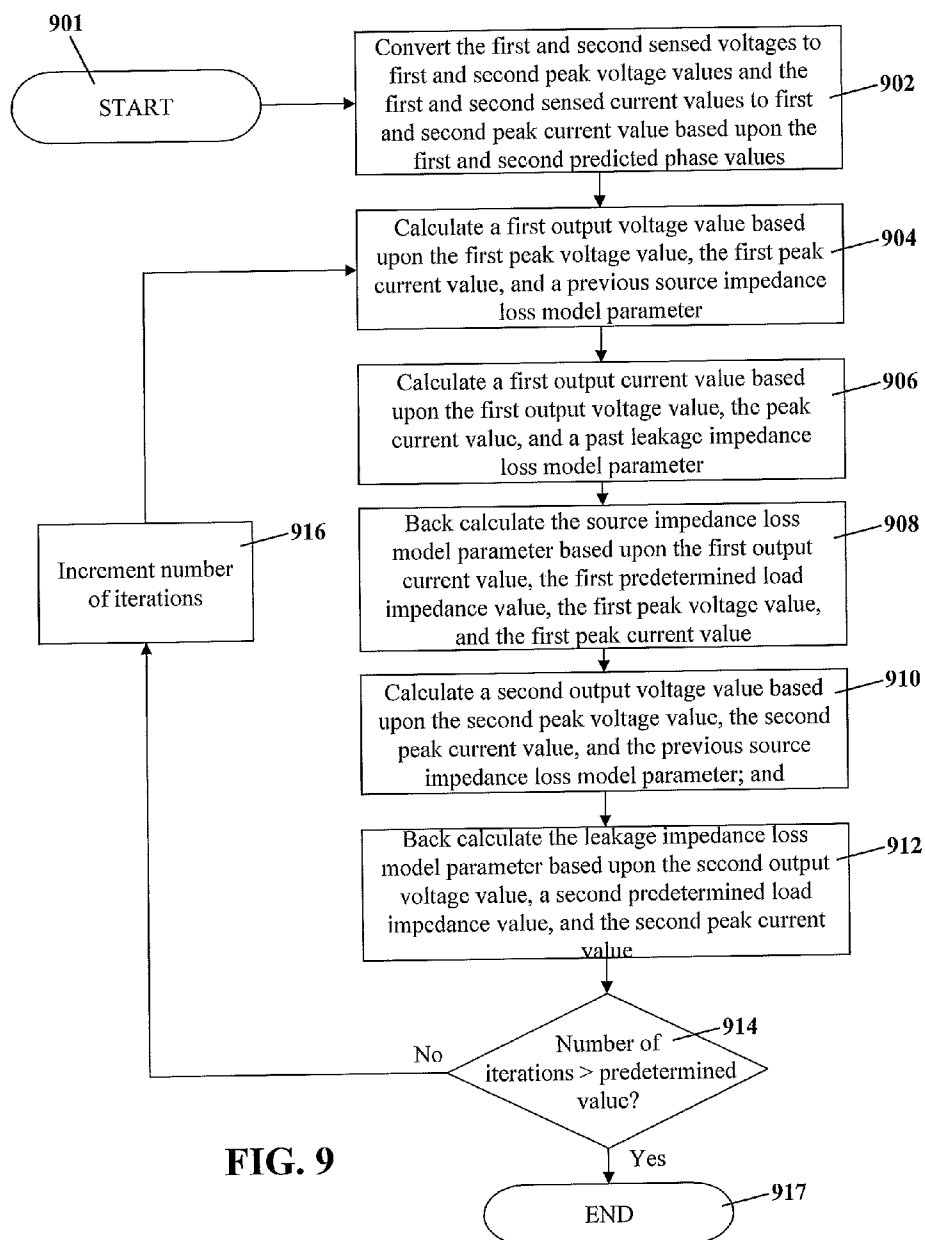 901
START
Convert the first and second sensed voltages to
first and second peak voltage values and the
first and second sensed current values to first
and second peak current value based upon the
first and second predicted phase values
902
Calculate a first output voltage value based
upon the first peak voltage value, the first peak
current value, and a previous source impedance
loss model parameter
904
Calculate a first output current value based
upon the first output voltage value, the peak
current value, and a past leakage impedance
loss model parameter
906
Back calculate the source impedance loss
model parameter based upon the first output
current value, the first predetermined load
impedance value, the first peak voltage value,
and the first peak current value
908
916
Increment number
of iterations
Calculate a second output voltage value based
upon the second peak voltage value, the second
peak current value, and the previous source
impedance loss model parameter; and
910
Back calculate the leakage impedance loss
model parameter based upon the second output
voltage value, a second predetermined load
impedance value, and the second peak current
value
912
914
Number of
iterations > predetermined
value?
No
Yes
FIG. 9
END
917